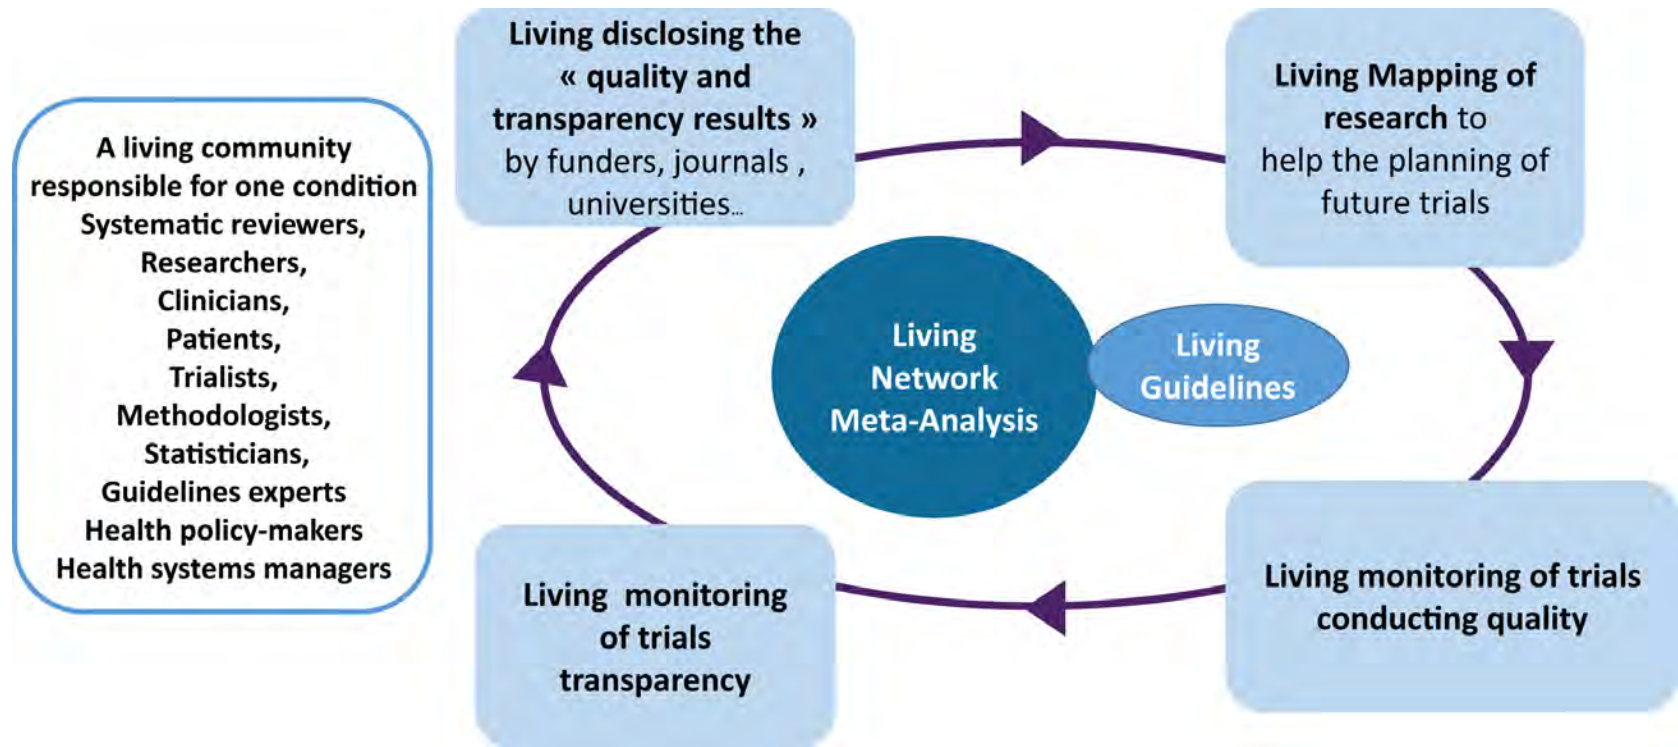 A living community
responsible for one condition
Systematic reviewers,
Researchers,
Clinicians,
Patients,
Trialists,
Methodologists,
Statisticians,
Guidelines experts
Health policy-makers
Health systems managers
Living disclosing the
« quality and
transparency results »
by funders, journals ,
universities...
Living Mapping of
research to
help the planning of
future trials
Living
Network
Meta-Analysis
Living
Guidelines
Living monitoring
of trials
transparency
Living monitoring of trials
conducting quality